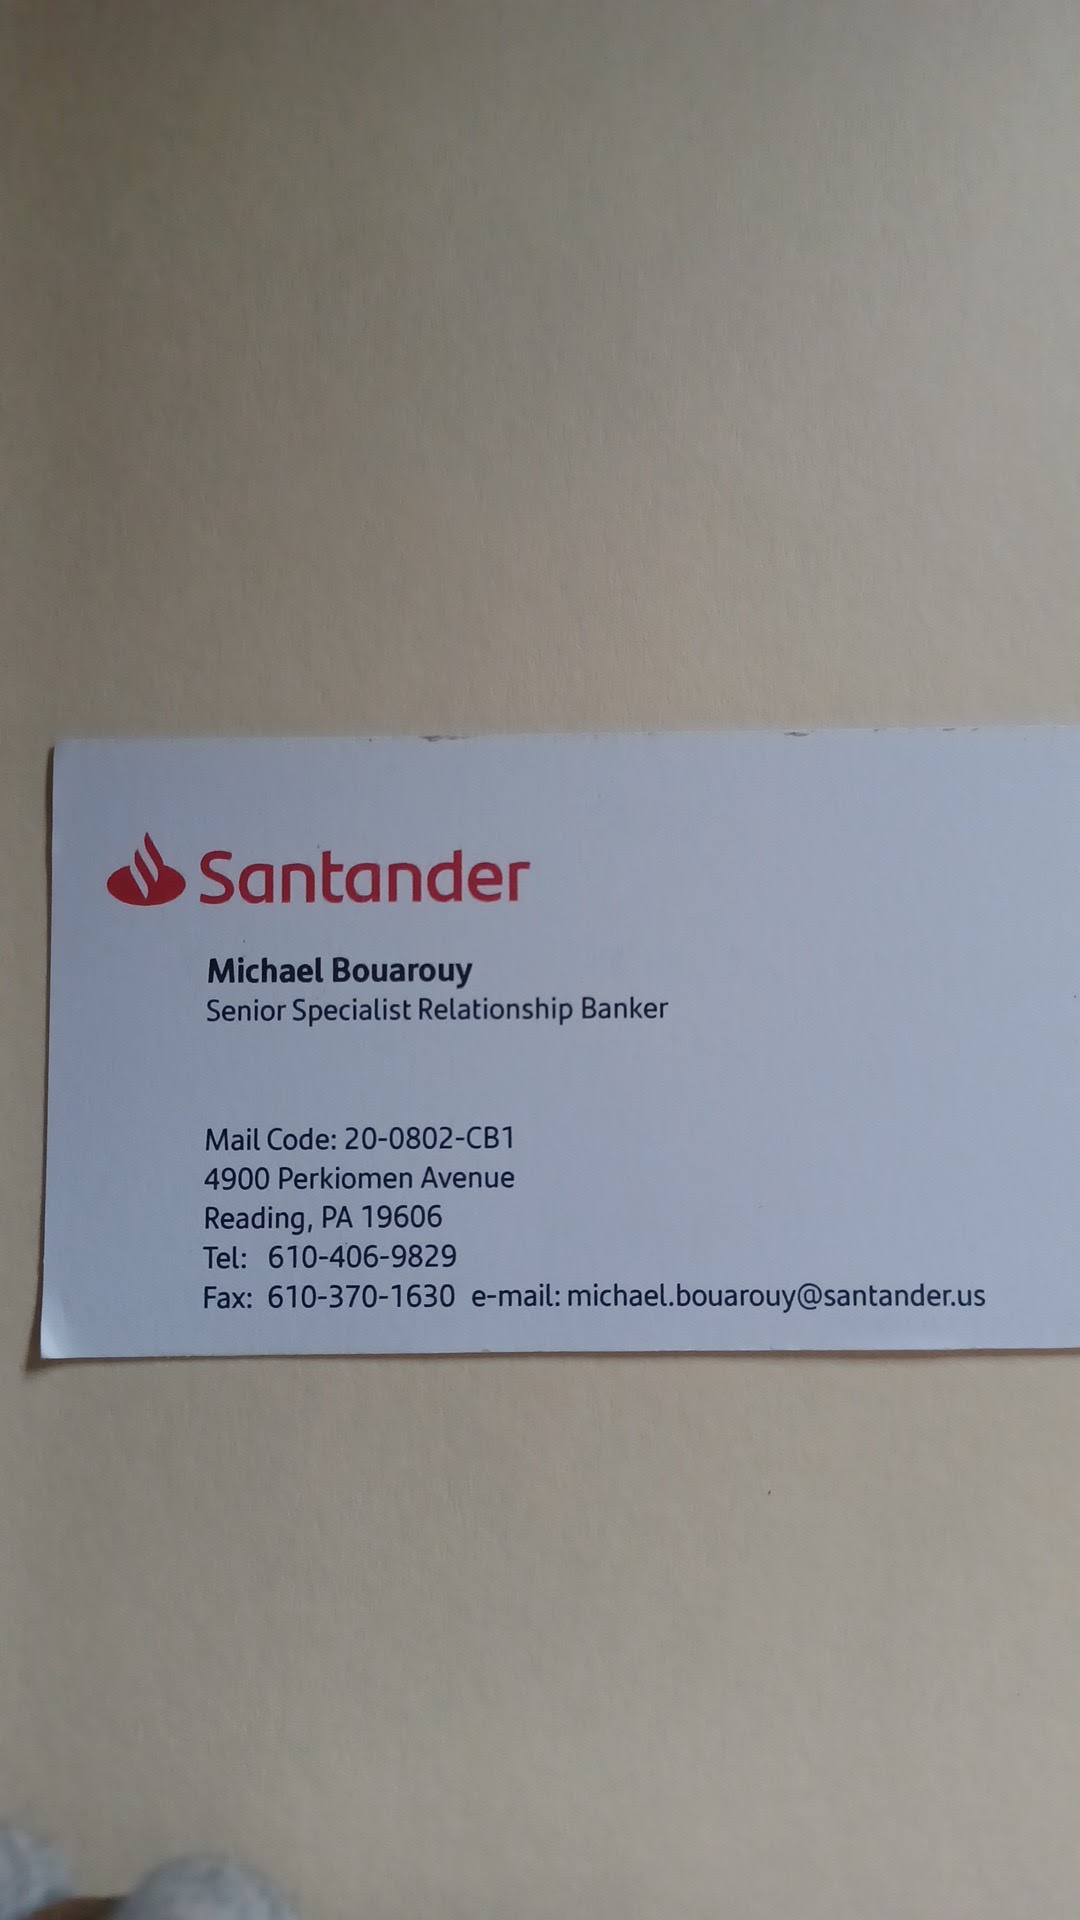 Santander
Michael Bouarouy
Senior Specialist Relationship Banker
Mail Code: 20-0802-CB1
4900 Perkiomen Avenue
Reading, PA 19606
Tel: 610-406-9829
Fax: 610-370-1630 e-mail: michael.bouarouy@santander.us